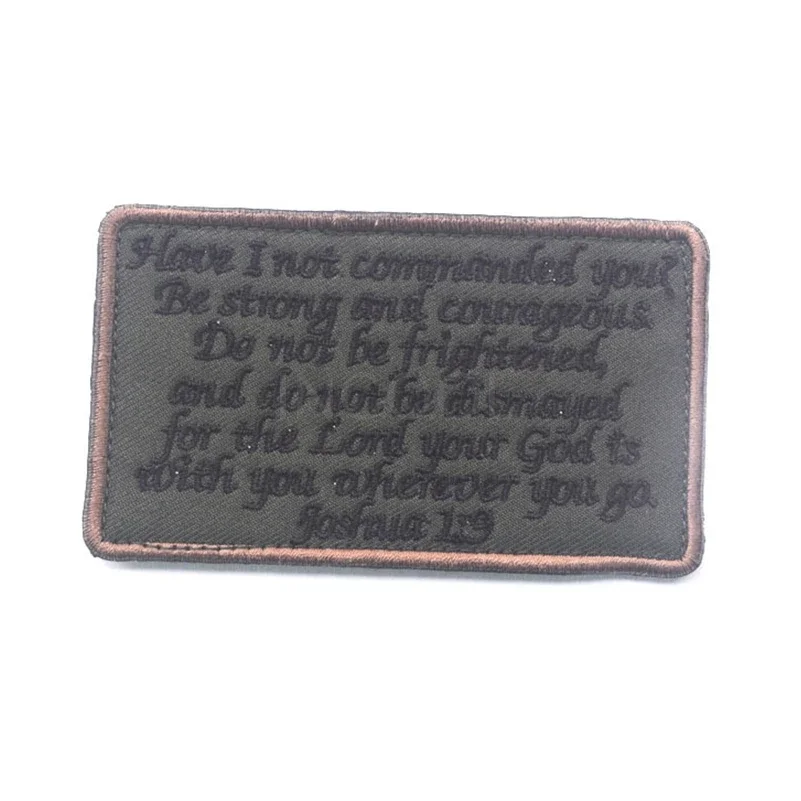 Have I not commanded you?
Be strong and courageous.
Do not be frightened,
and do not be dismayed
for the Lord your God is
with you wherever you go.
Joshua 1:9